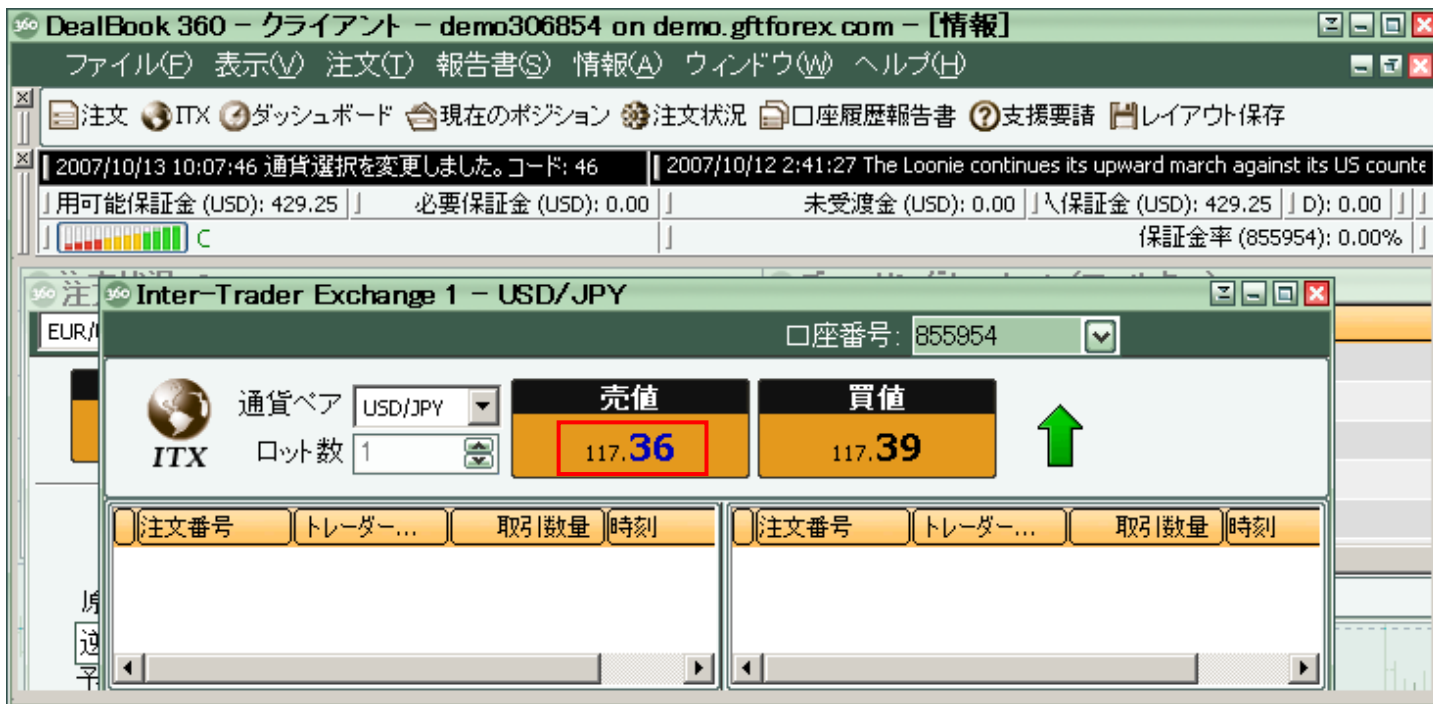 360 DealBook 360 - クライアント - demo306854 on demo.gftforex.com - [情報]
ファイル(F) 表示(V) 注文(T) 報告書(S) 情報(A) ウィンドウ(W) ヘルプ(H)
注文 ITX ダッシュボード 現在のポジション 注文状況 口座履歴報告書 支援要請 レイアウト保存
2007/10/13 10:07:46 通貨選択を変更しました。コード: 46 2007/10/12 2:41:27 The Loonie continues its upward march against its US counte
用可能保証金 (USD): 429.25 必要保証金 (USD): 0.00 未受渡金 (USD): 0.00 保証金 (USD): 429.25 D): 0.00
C 保証金率 (855954): 0.00%
360 注
360 Inter-Trader Exchange 1 - USD/JPY
EUR/
口座番号: 855954
通貨ペア USD/JPY 売値 買値
ITX ロット数 1 117.36 117.39
注文番号 トレーダー... 取引数量 時刻 注文番号 トレーダー... 取引数量 時刻